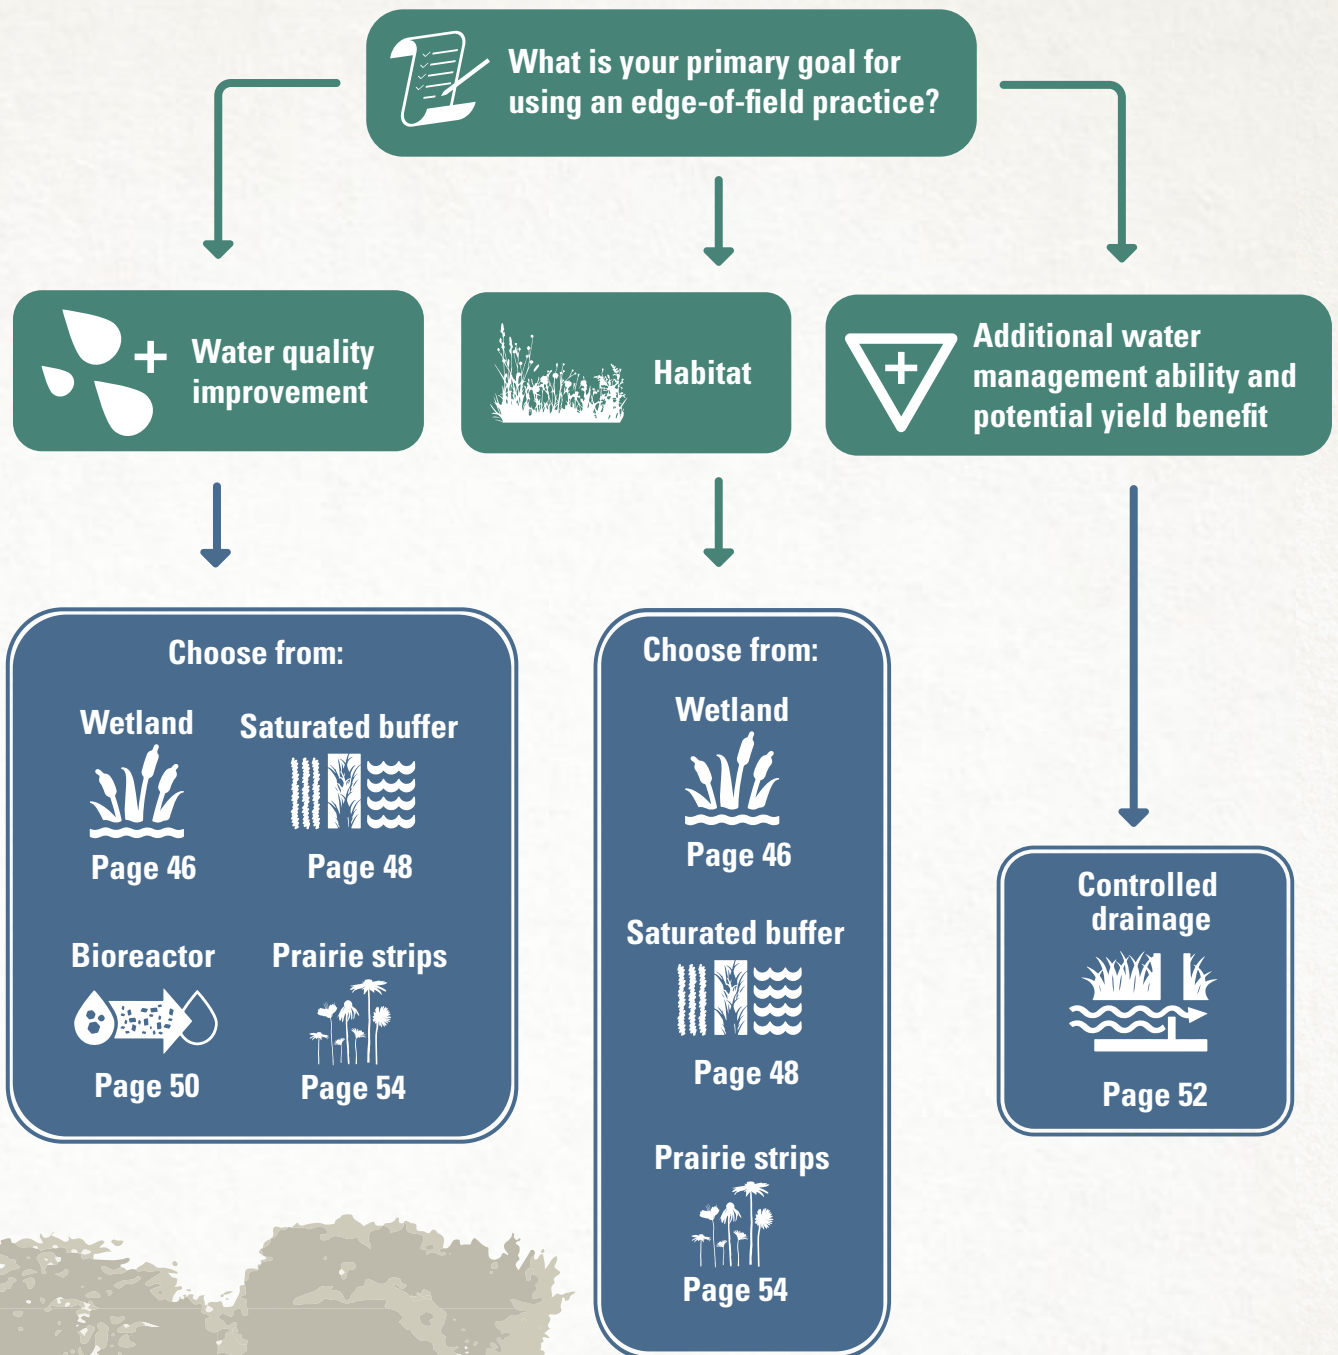 What is your primary goal for
using an edge-of-field practice?
Water quality
improvement
Habitat
Additional water
management ability and
potential yield benefit
Choose from:
Wetland
Page 46
Saturated buffer
Page 48
Bioreactor
Page 50
Prairie strips
Page 54
Choose from:
Wetland
Page 46
Saturated buffer
Page 48
Prairie strips
Page 54
Controlled
drainage
Page 52